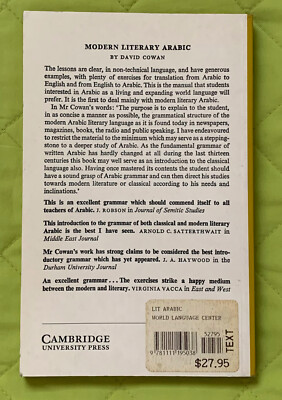 MODERN LITERARY ARABIC
BY DAVID COWAN
The lessons are clear, in non-technical language, and have generous
examples, with plenty of exercises for translation from Arabic to
English and from English to Arabic. This is the manual that students
interested in Arabic as a living and expanding world language will
prefer. It is the first to deal mainly with modern literary Arabic.
In Mr Cowan's words: 'The purpose is to explain to the student,
in as concise a manner as possible, the grammatical structure of the
modern Arabic literary language as it is found today in newspapers,
magazines, books, the radio and public speaking. I have endeavoured
to restrict the material to the minimum which may serve as a stepping-
stone to a deeper study of Arabic. As the fundamental grammar of
written Arabic has hardly changed at all during the last thirteen
centuries this book may well serve as an introduction to the classical
language also. Having once mastered its contents the student should
have a sound grasp of Arabic grammar and can then direct his studies
towards modern literature or classical according to his needs and
inclinations.'
This is an excellent grammar which should commend itself to all
teachers of Arabic. J. ROBSON in Journal of Semitic Studies
This introduction to the grammar of both classical and modern literary
Arabic is the best I have seen. ARNOLD C. SATTERTHWAIT in
Middle East Journal
Mr Cowan's work has strong claims to be considered the best intro-
ductory grammar which has yet appeared. J. A. HAYWOOD in the
Durham University Journal
An excellent grammar... The exercises strike a happy medium
between the modern and literary. VIRGINIA VACCA in East and West
CAMBRIDGE
UNIVERSITY PRESS
LIT ARABIC
WORLD LANGUAGE CENTER
52795
9 781111 195038
TEXT
$27.95